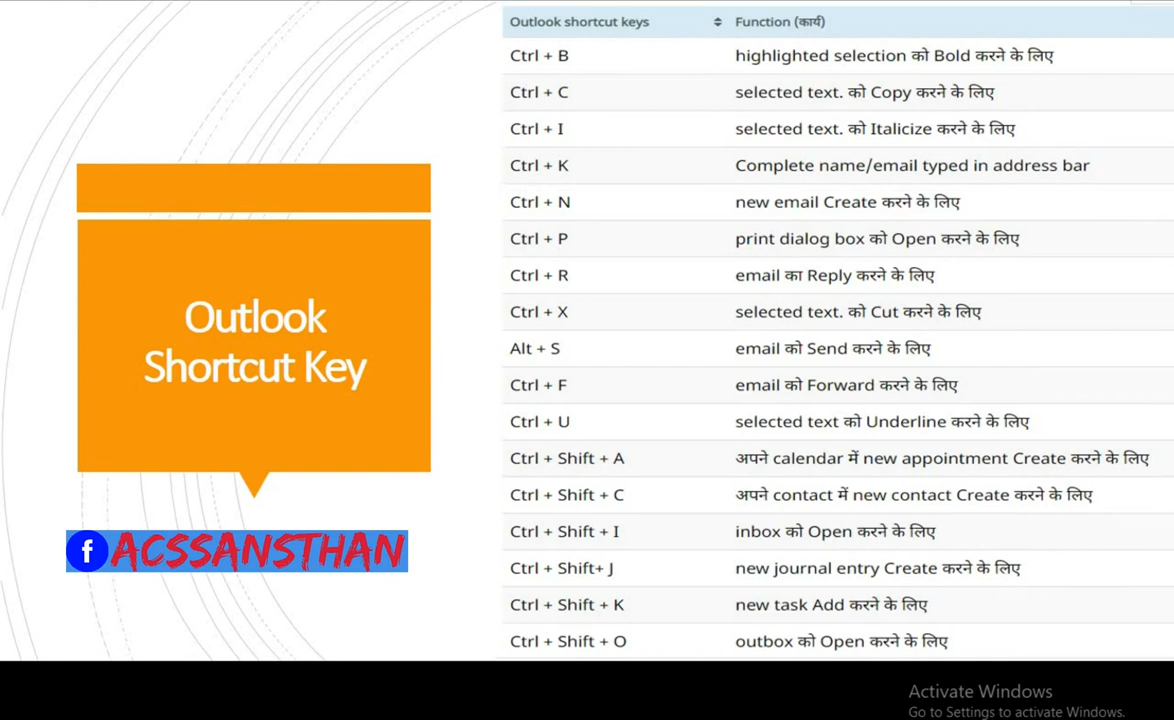 Outlook
Shortcut Key
ACSSANSTHAN
Outlook shortcut keys Function (कार्य)
Ctrl + B highlighted selection को Bold करने के लिए
Ctrl + C selected text. को Copy करने के लिए
Ctrl + I selected text. को Italicize करने के लिए
Ctrl + K Complete name/email typed in address bar
Ctrl + N new email Create करने के लिए
Ctrl + P print dialog box को Open करने के लिए
Ctrl + R email का Reply करने के लिए
Ctrl + X selected text. को Cut करने के लिए
Alt + S email को Send करने के लिए
Ctrl + F email को Forward करने के लिए
Ctrl + U selected text को Underline करने के लिए
Ctrl + Shift + A अपने calendar में new appointment Create करने के लिए
Ctrl + Shift + C अपने contact में new contact Create करने के लिए
Ctrl + Shift + I inbox को Open करने के लिए
Ctrl + Shift+ J new journal entry Create करने के लिए
Ctrl + Shift + K new task Add करने के लिए
Ctrl + Shift + O outbox को Open करने के लिए
Activate Windows
Go to Settings to activate Windows.